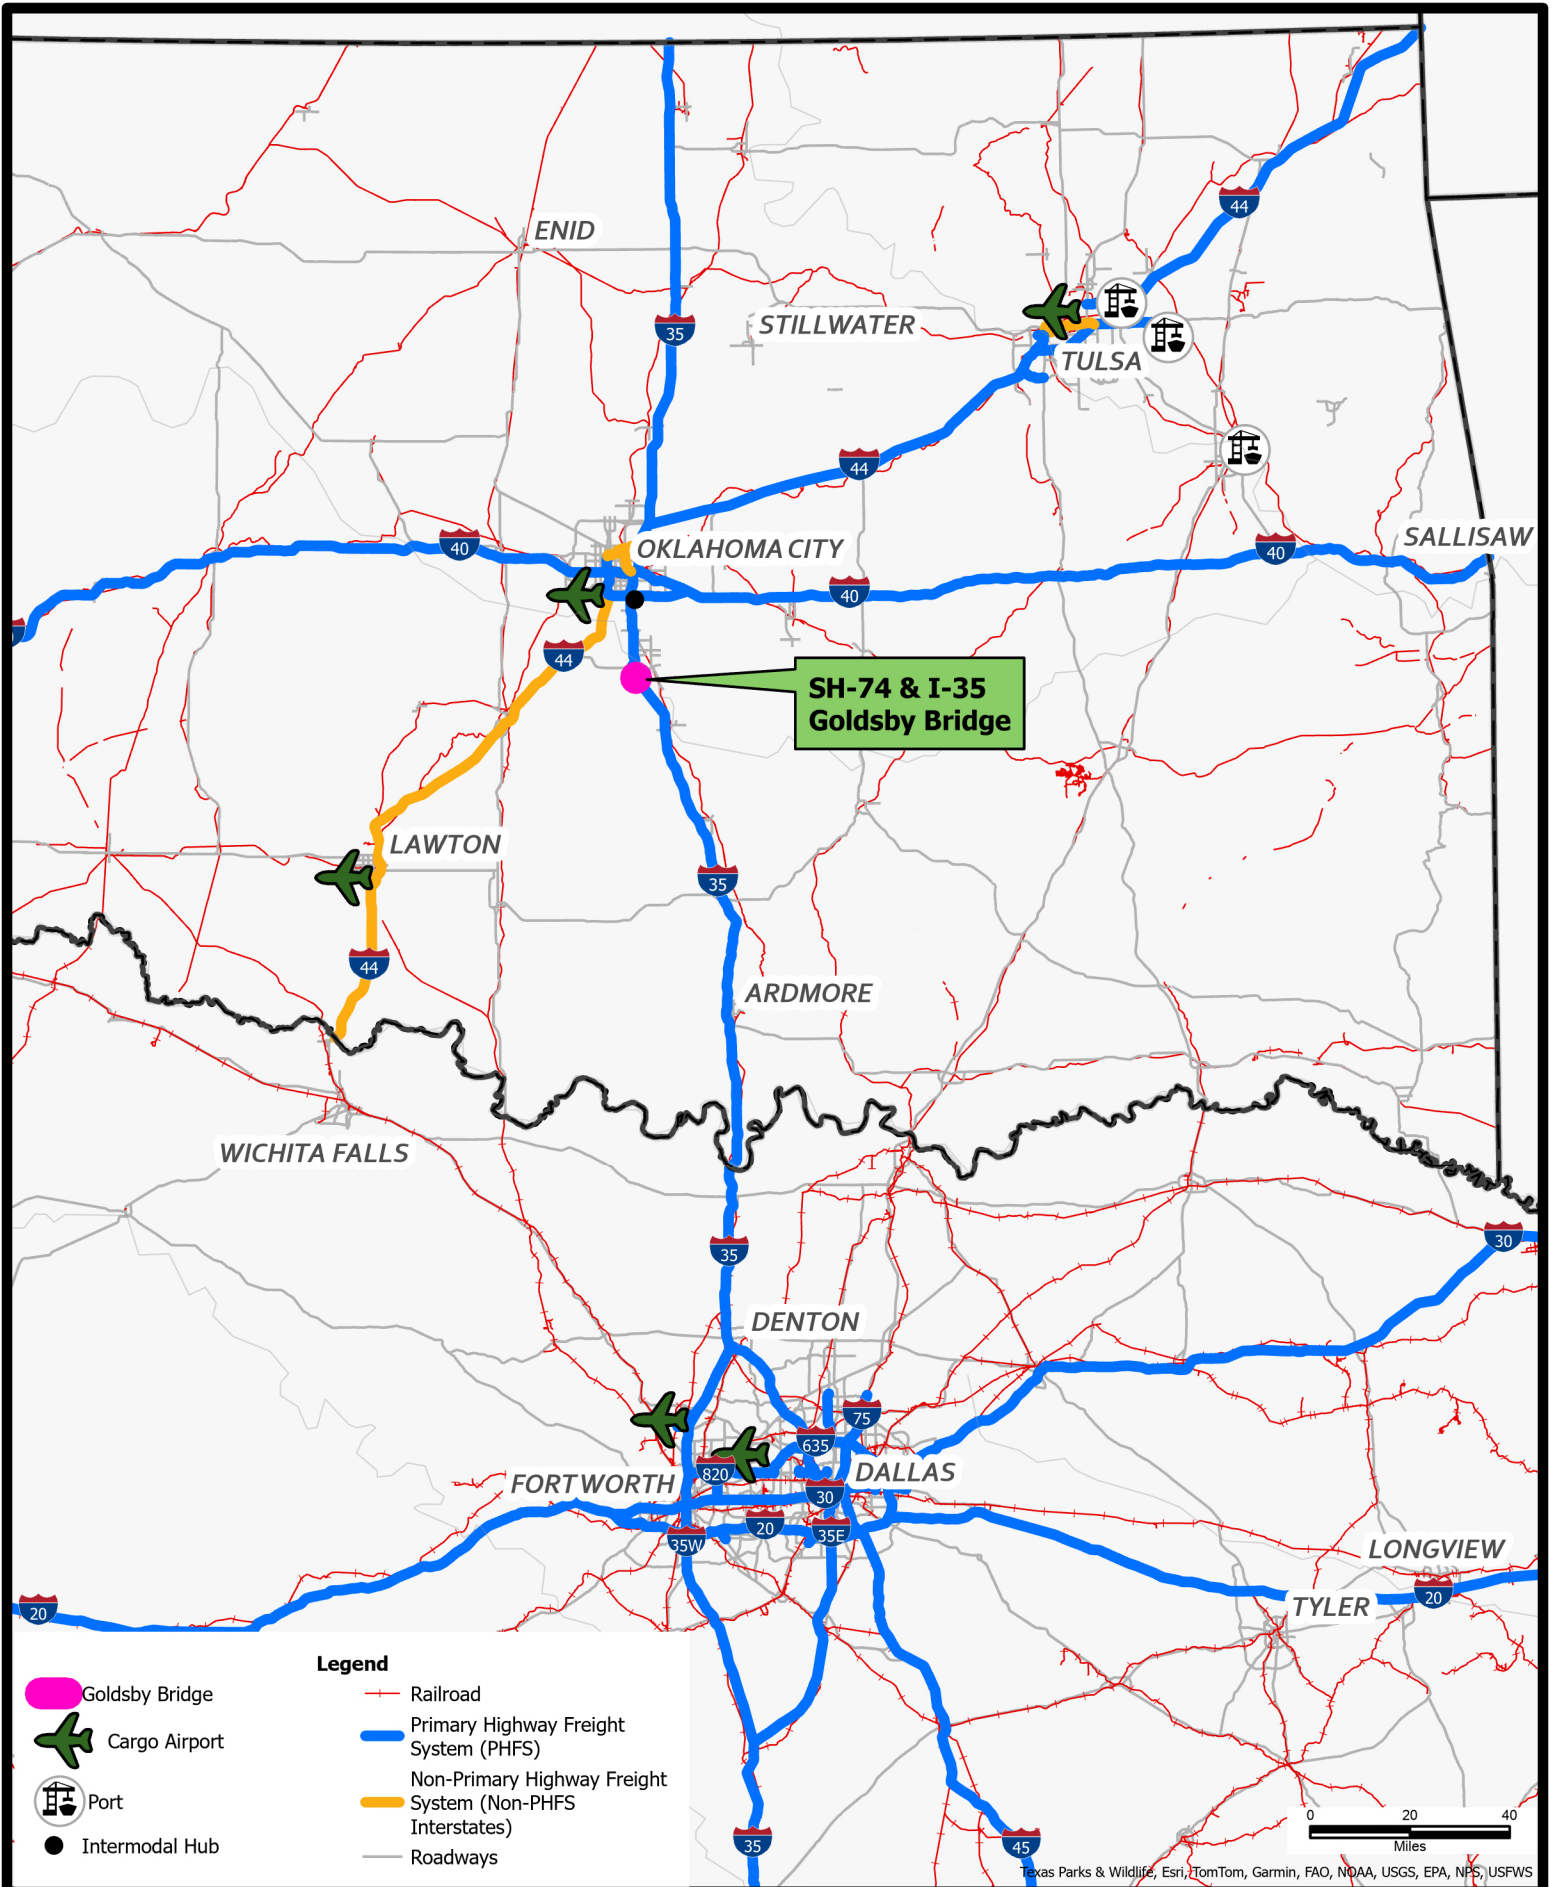 44
ENID
35
STILLWATER
TULSA
44
SALLISAW
40
OKLAHOMA CITY
40
40
44
SH-74 & I-35
Goldsby Bridge
LAWTON
35
44
ARDMORE
WICHITA FALLS
30
35
DENTON
75
635
820
DALLAS
FORT WORTH
30
20
35E
35W
LONGVIEW
20
20
TYLER
Legend
Goldsby Bridge
Cargo Airport
Port
Intermodal Hub
Railroad
Primary Highway Freight
System (PHFS)
Non-Primary Highway Freight
System (Non-PHFS
Interstates)
Roadways
35
45
0 20 40
Miles
Texas Parks & Wildlife, Esri, TomTom, Garmin, FAO, NOAA, USGS, EPA, NPS, USFWS